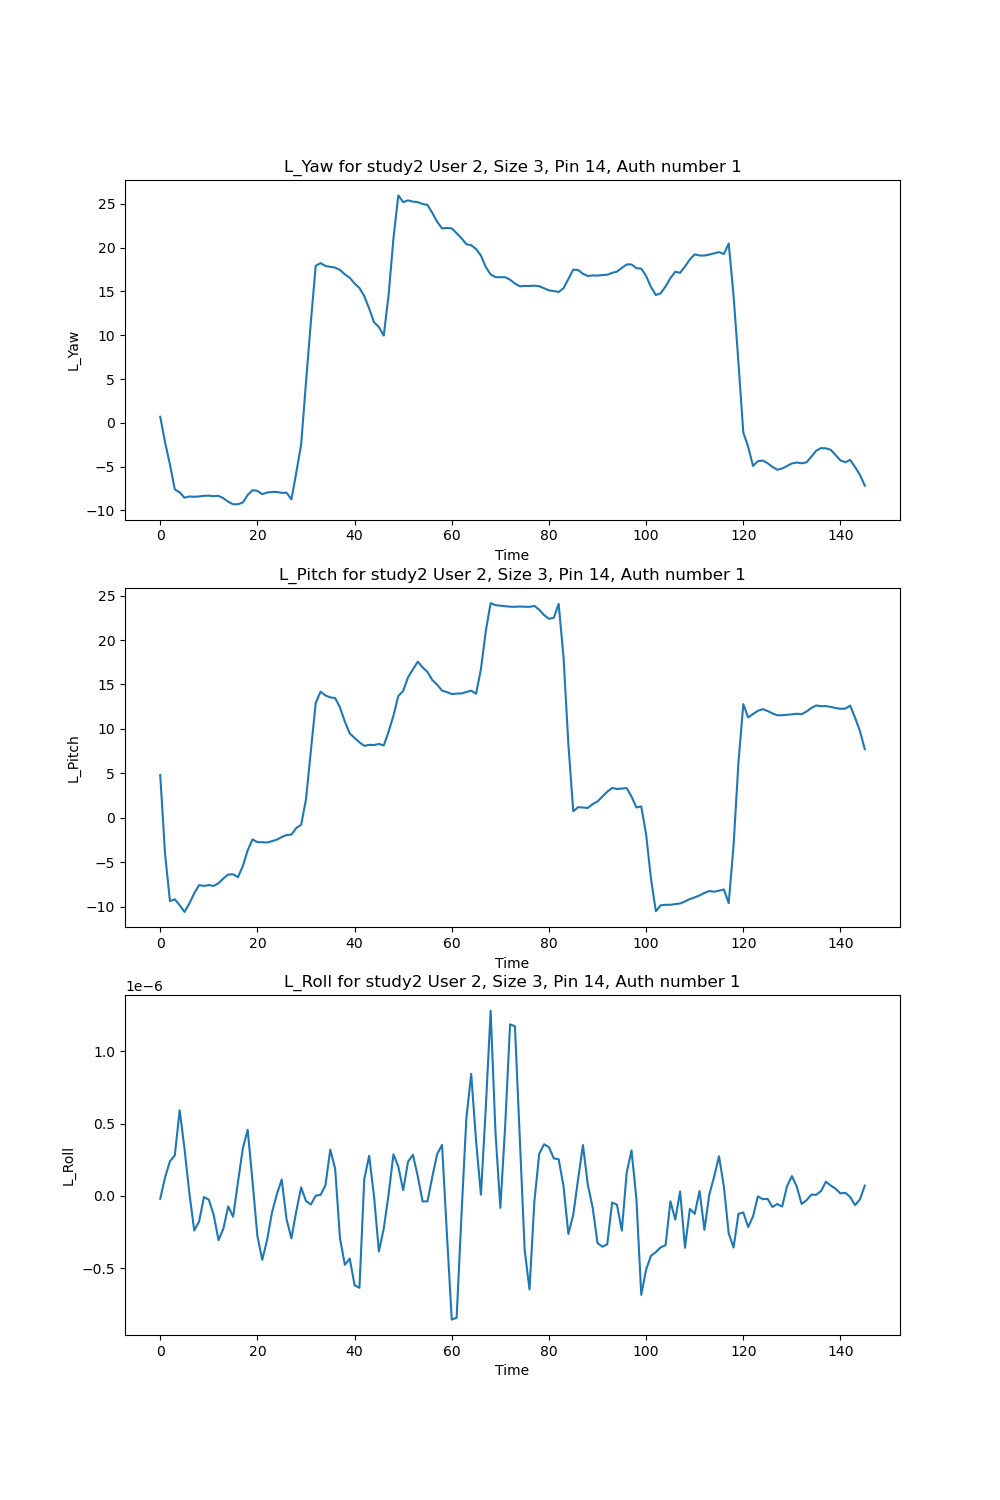 L_Yaw for study2 User 2, Size 3, Pin 14, Auth number 1
25
20
15
10
5
0
−5
−10
L_Yaw
0 20 40 60 80 100 120 140
Time
L_Pitch for study2 User 2, Size 3, Pin 14, Auth number 1
25
20
15
10
5
0
−5
−10
L_Pitch
0 20 40 60 80 100 120 140
Time
L_Roll for study2 User 2, Size 3, Pin 14, Auth number 1
1e−6
1.0
0.5
0.0
−0.5
L_Roll
0 20 40 60 80 100 120 140
Time